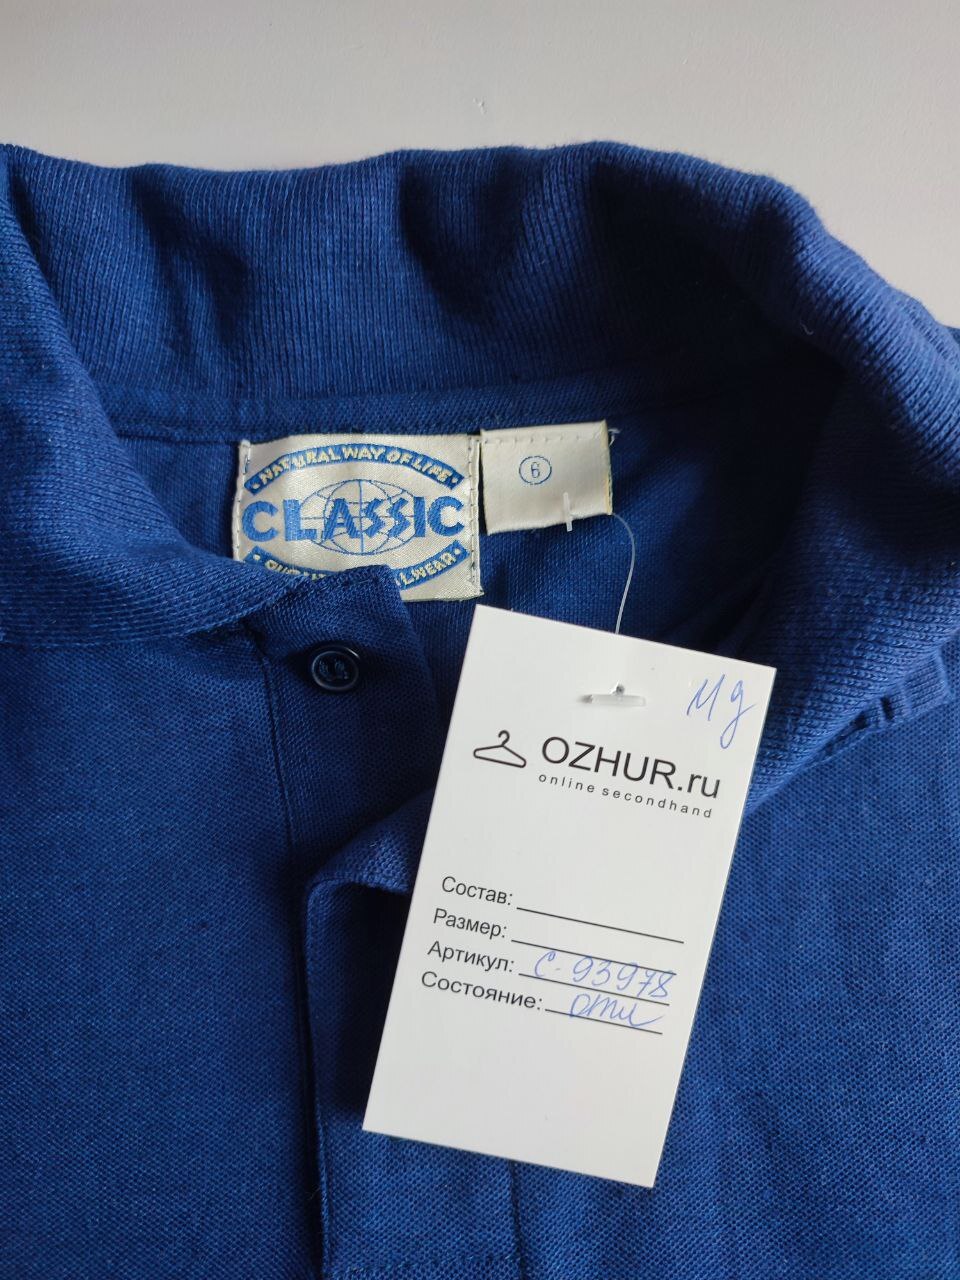 NATURAL WAY OF LIFE
CLASSIC
6
Мд
OZHUR.ru
online secondhand
Состав:
Размер:
Артикул: С-93978
Состояние: отл